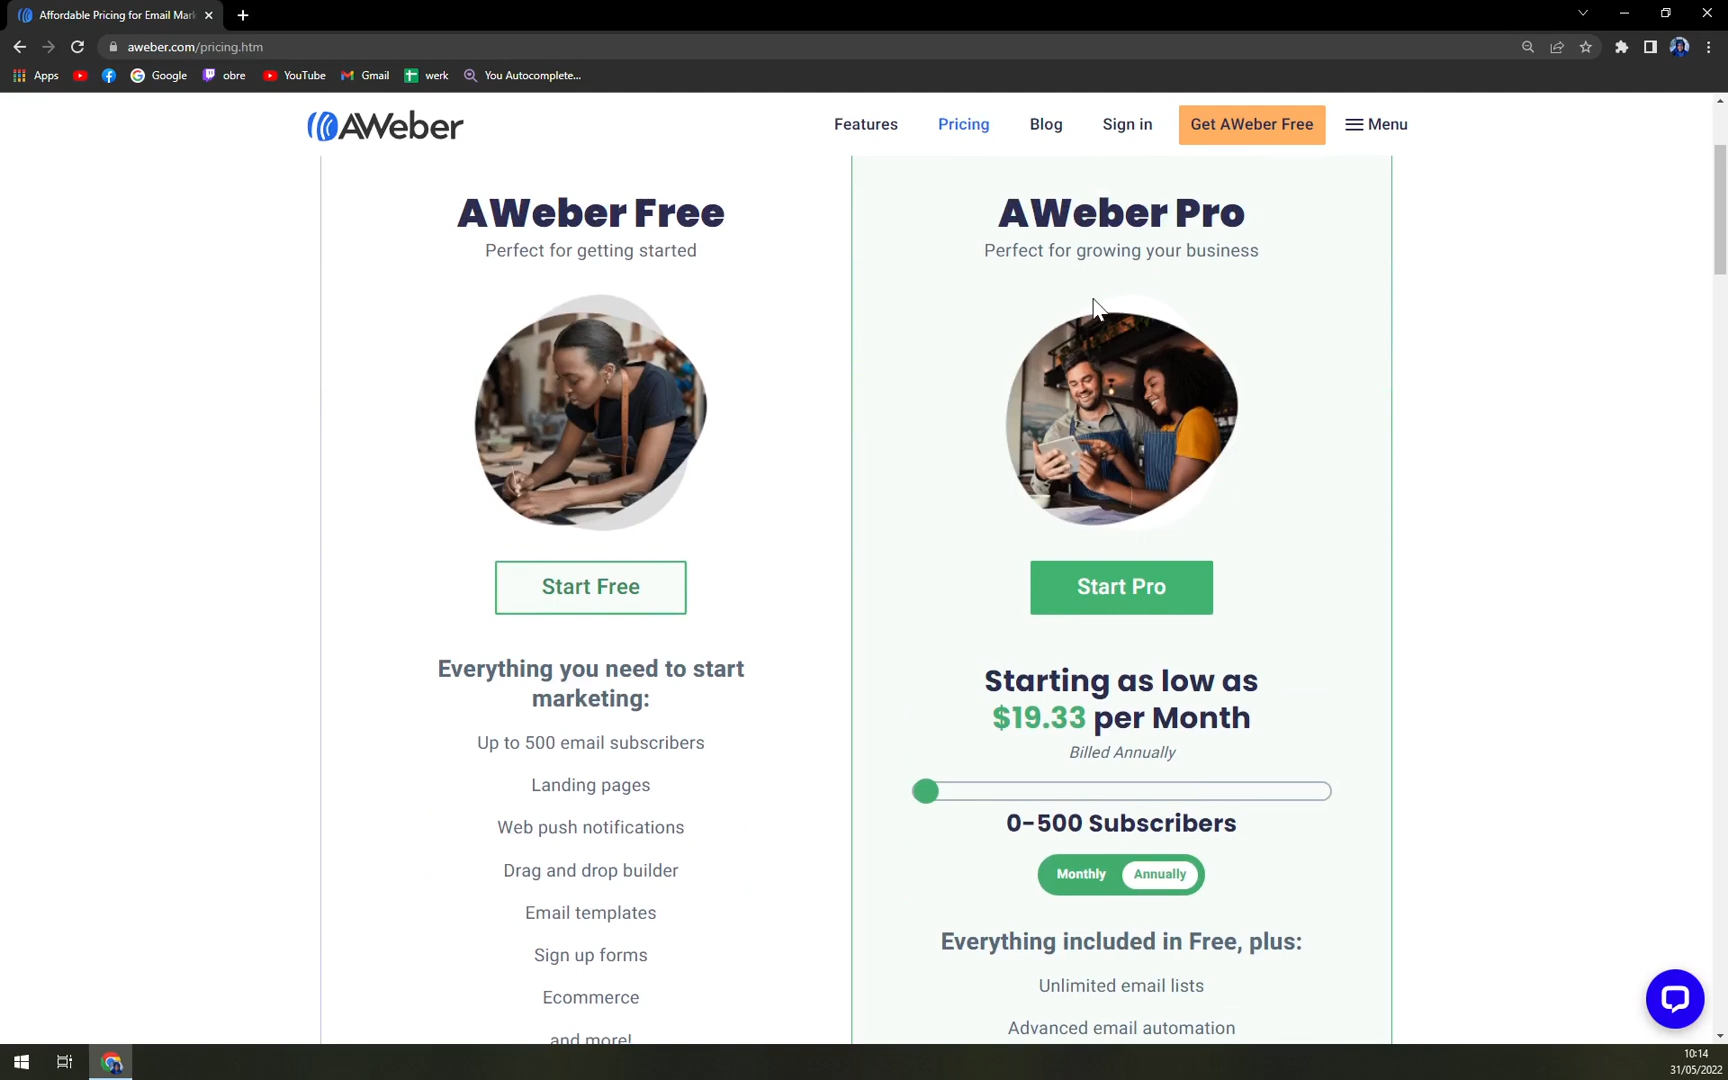 Affordable Pricing for Email Mark
aweber.com/pricing.htm
Apps
Google
obre
YouTube
Gmail
werk
You Autocomplete...
AWeber
Features
Pricing
Blog
Sign in
Get AWeber Free
Menu
AWeber Free
Perfect for getting started
Start Free
Everything you need to start
marketing:
Up to 500 email subscribers
Landing pages
Web push notifications
Drag and drop builder
Email templates
Sign up forms
Ecommerce
and more!
AWeber Pro
Perfect for growing your business
Start Pro
Starting as low as
$19.33 per Month
Billed Annually
0-500 Subscribers
Monthly
Annually
Everything included in Free, plus:
Unlimited email lists
Advanced email automation
10:14
31/05/2022